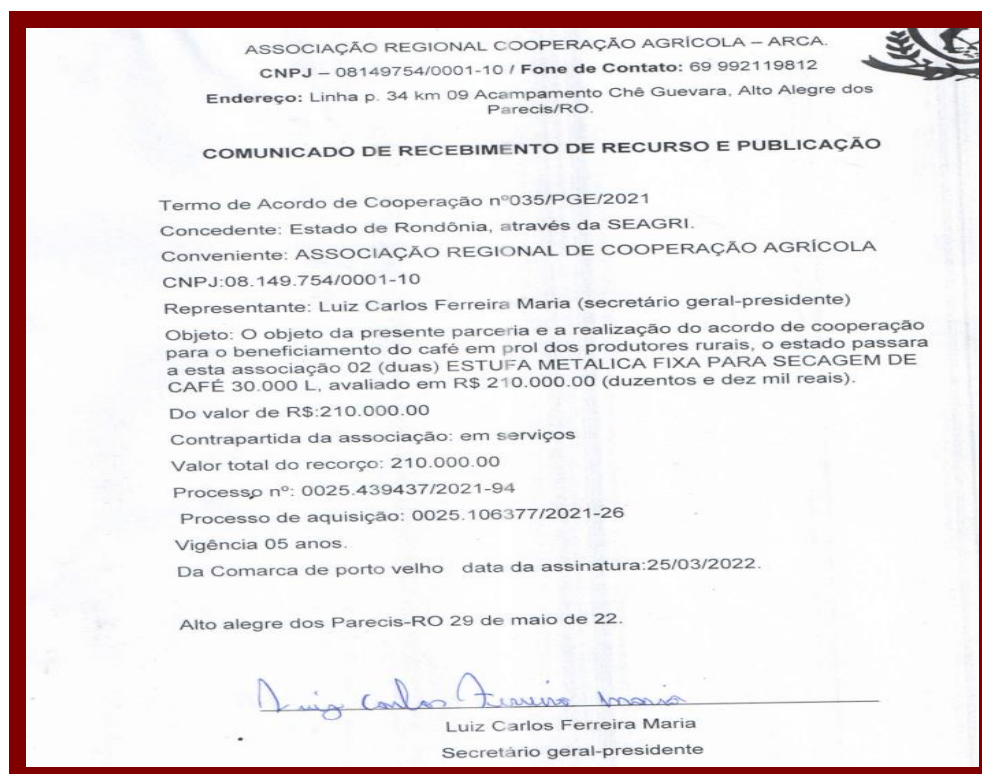 ASSOCIAÇÃO REGIONAL COOPERAÇÃO AGRÍCOLA – ARCA.
CNPJ – 08149754/0001-10 / Fone de Contato: 69 992119812
Endereço: Linha p. 34 km 09 Acampamento Chê Guevara, Alto Alegre dos
Parecis/RO.
COMUNICADO DE RECEBIMENTO DE RECURSO E PUBLICAÇÃO
Termo de Acordo de Cooperação nº035/PGE/2021
Concedente: Estado de Rondônia, através da SEAGRI.
Conveniente: ASSOCIAÇÃO REGIONAL DE COOPERAÇÃO AGRÍCOLA
CNPJ:08.149.754/0001-10
Representante: Luiz Carlos Ferreira Maria (secretário geral-presidente)
Objeto: O objeto da presente parceria e a realização do acordo de cooperação
para o beneficiamento do café em prol dos produtores rurais, o estado passara
a esta associação 02 (duas) ESTUFA METALICA FIXA PARA SECAGEM DE
CAFÉ 30.000 L, avaliado em R$ 210.000.00 (duzentos e dez mil reais).
Do valor de R$:210.000.00
Contrapartida da associação: em serviços
Valor total do recorço: 210.000.00
Processo nº: 0025.439437/2021-94
Processo de aquisição: 0025.106377/2021-26
Vigência 05 anos.
Da Comarca de porto velho data da assinatura:25/03/2022.
Alto alegre dos Parecis-RO 29 de maio de 22.
Luiz Carlos Ferreira Maria
Luiz Carlos Ferreira Maria
Secretário geral-presidente